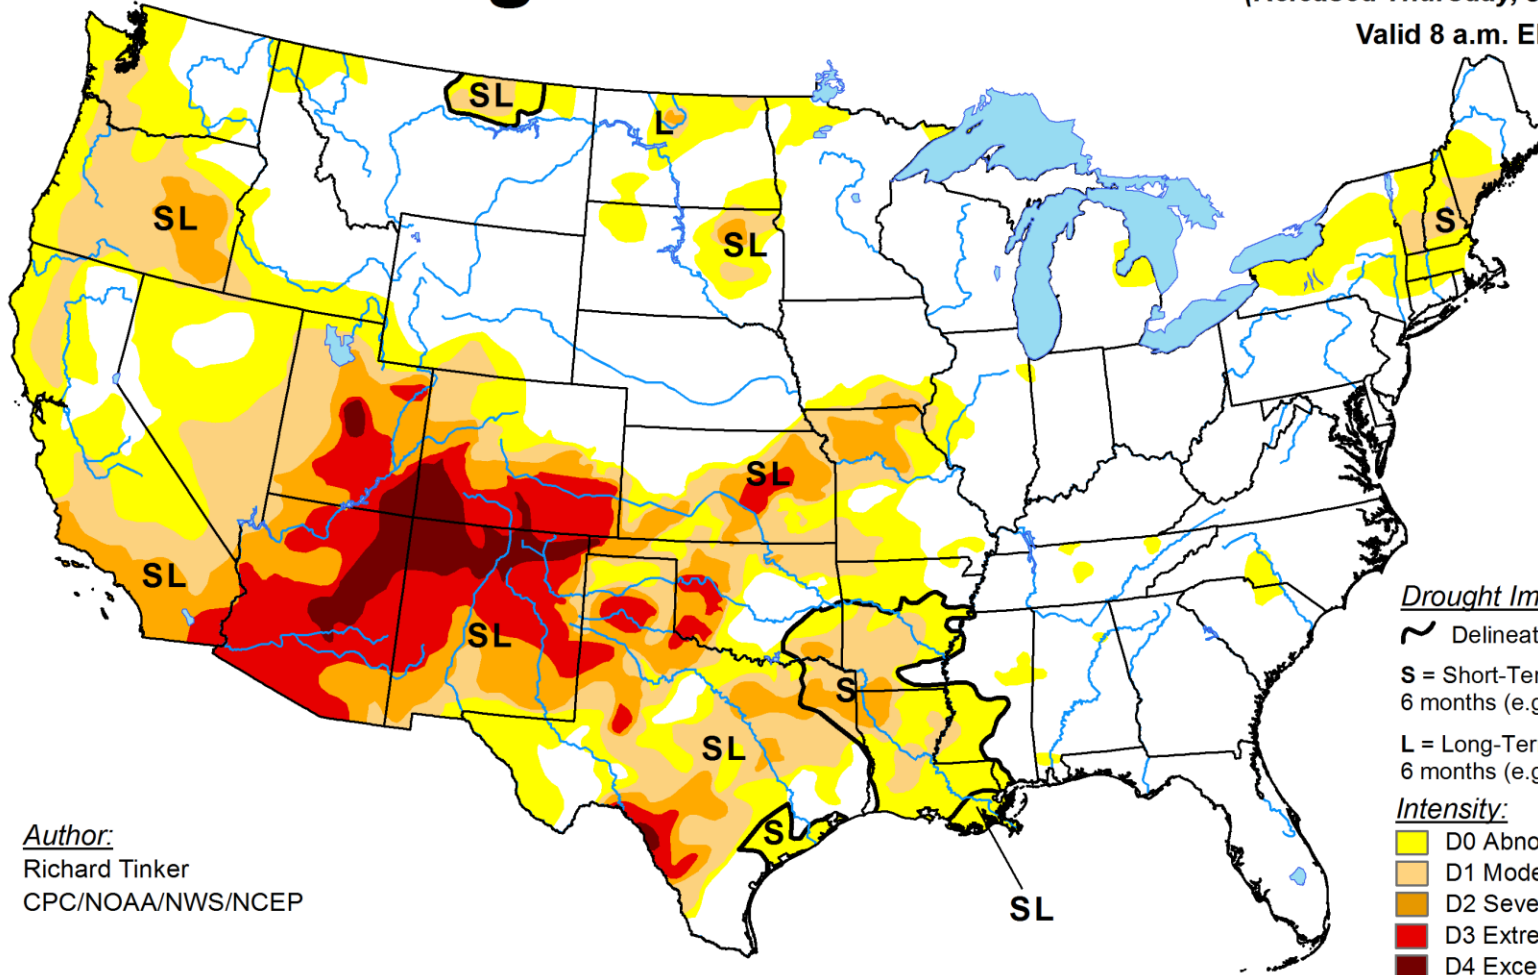 Valid 8 a.m.
SL
L
SL
S
SL
SL
SL
SL
S
SL
S
SL
Drought
Delineat
S = Short-Ter
6 months (e.g
L = Long-Ter
6 months (e.g
Intensity:
D0 Abno
D1 Mode
D2 Seve
D3 Extre
D4 Exce
Author:
Richard Tinker
CPC/NOAA/NWS/NCEP